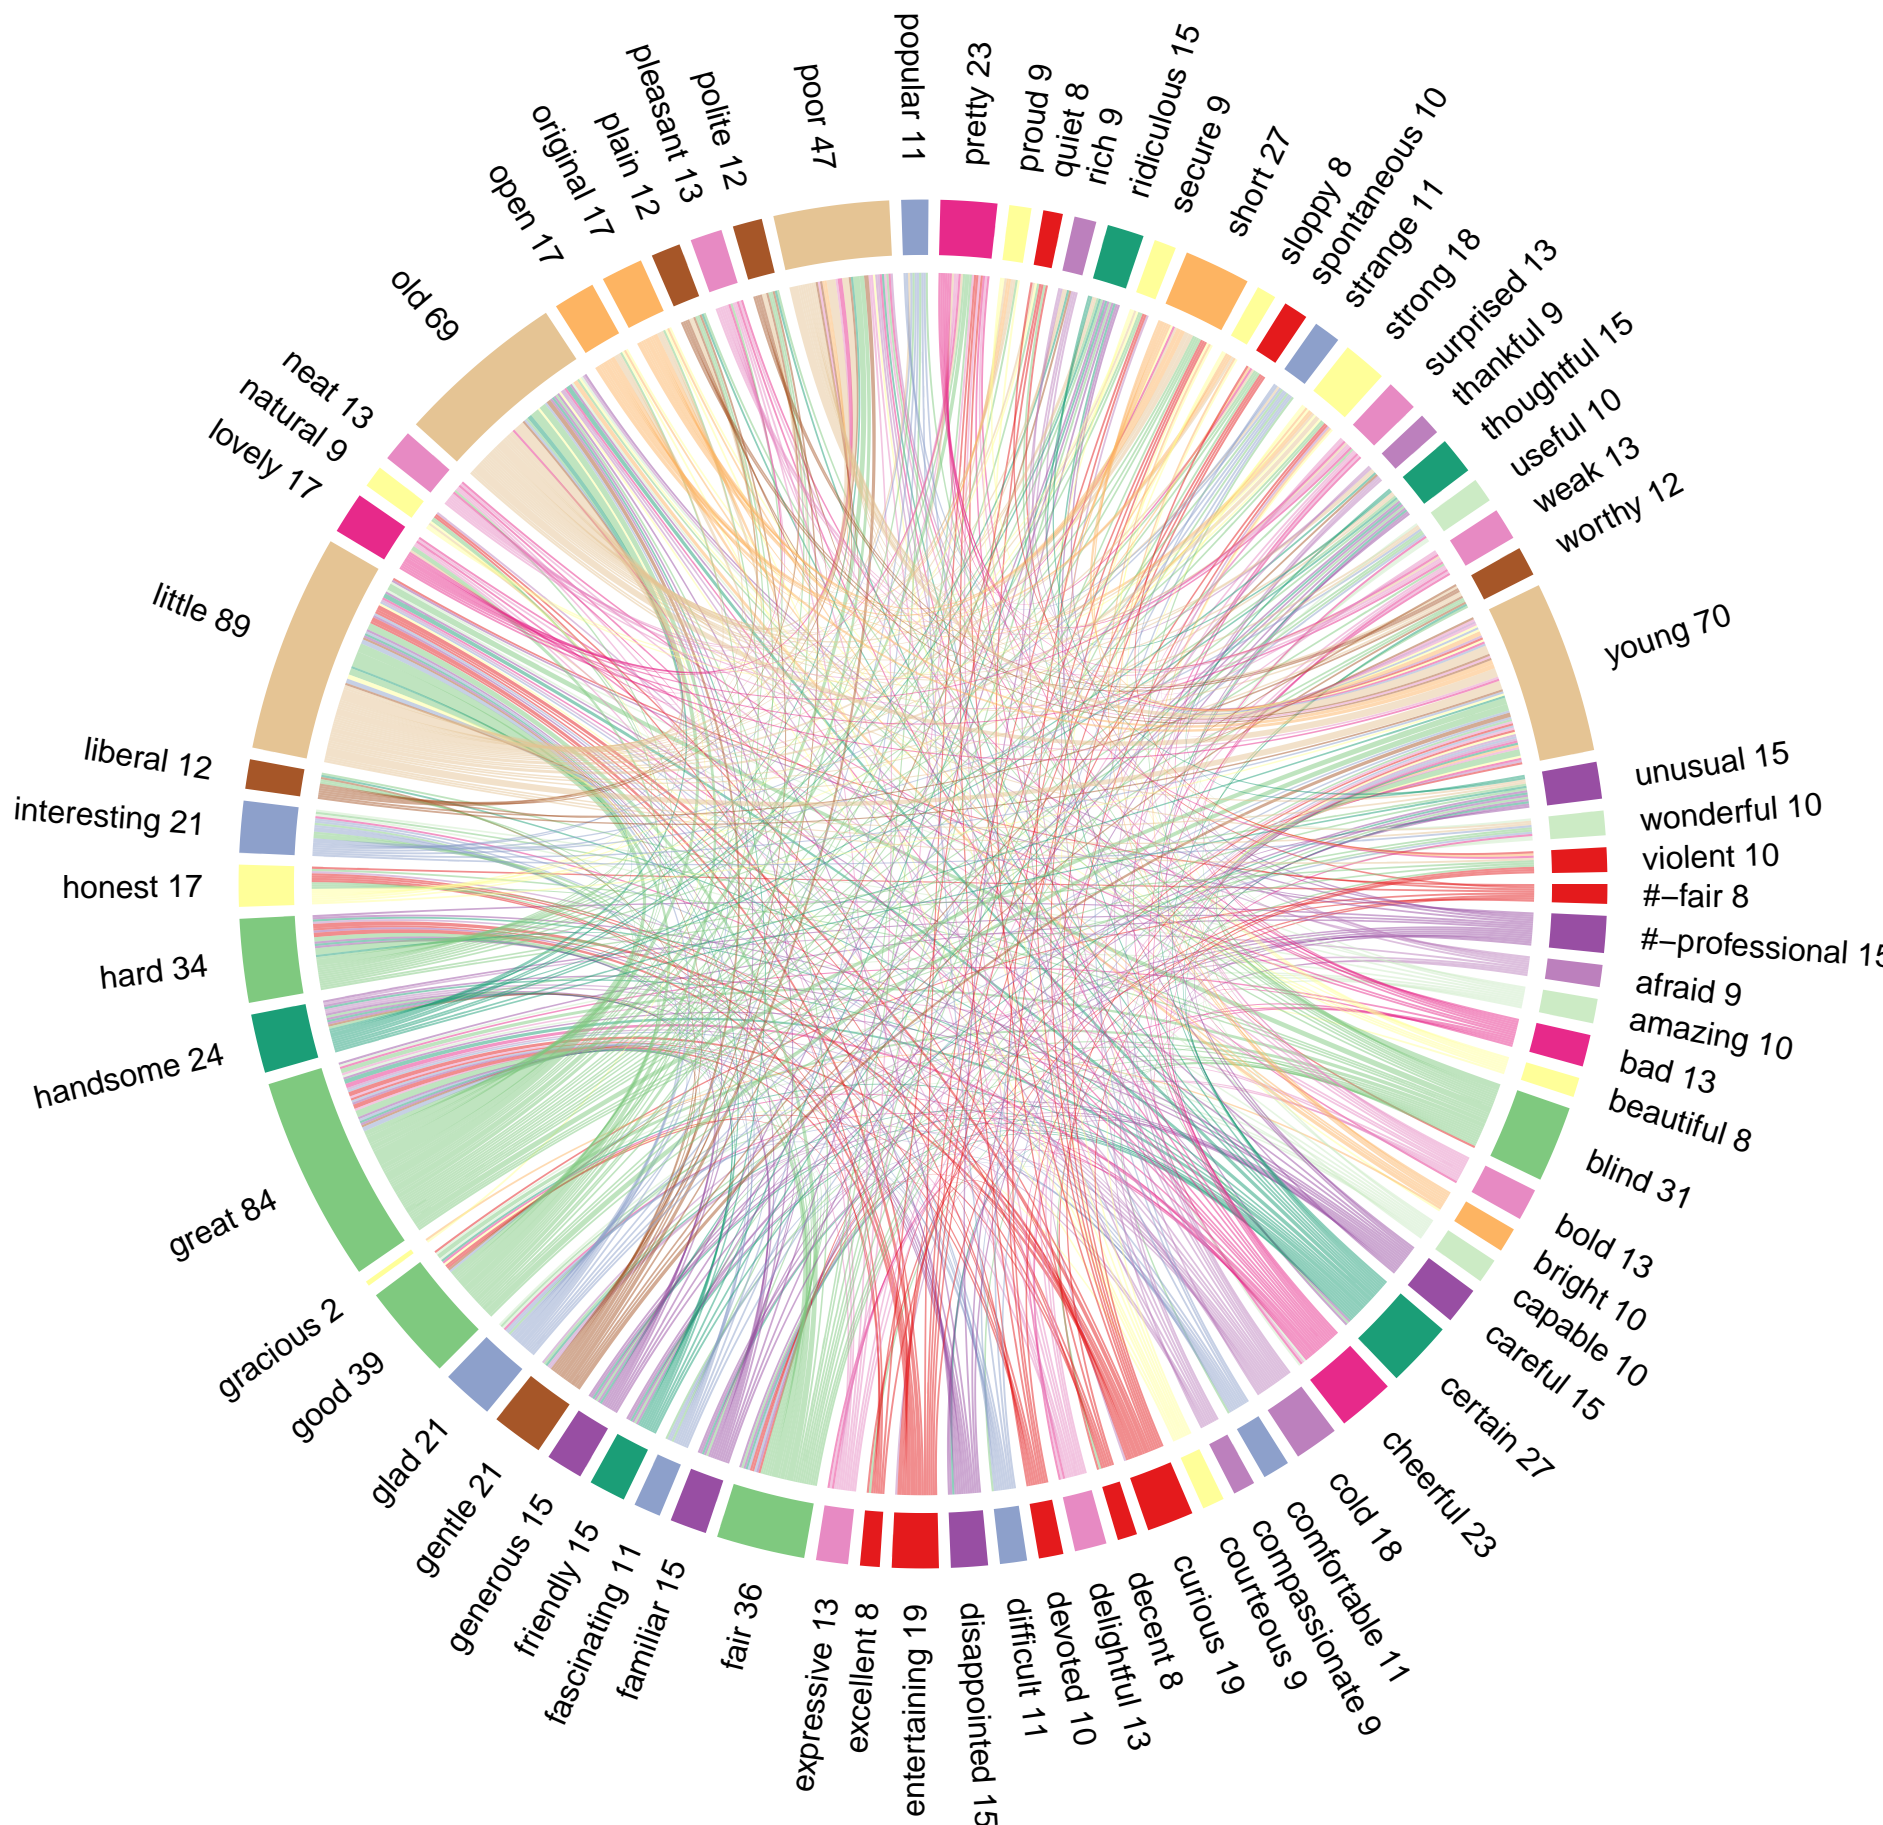 popular 11
pretty 23
proud 9
quiet 8
rich 9
ridiculous 15
secure 9
short 27
sloppy 8
spontaneous 10
strange 11
strong 18
surprised 13
thankful 9
thoughtful 15
useful 10
weak 13
worthy 12
young 70
unusual 15
wonderful 10
violent 10
#–fair 8
#–professional 15
afraid 9
amazing 10
bad 13
beautiful 8
blind 31
bold 13
bright 10
capable 10
careful 15
certain 27
cheerful 23
cold 18
comfortable 11
compassionate 9
courteous 9
curious 19
decent 8
delightful 13
devoted 10
difficult 11
disappointed 15
entertaining 19
excellent 8
expressive 13
fair 36
familiar 15
fascinating 11
friendly 15
generous 15
gentle 21
glad 21
good 39
gracious 2
great 84
handsome 24
hard 34
honest 17
interesting 21
liberal 12
little 89
lovely 17
natural 9
neat 13
old 69
open 17
original 17
plain 12
pleasant 13
polite 12
poor 47